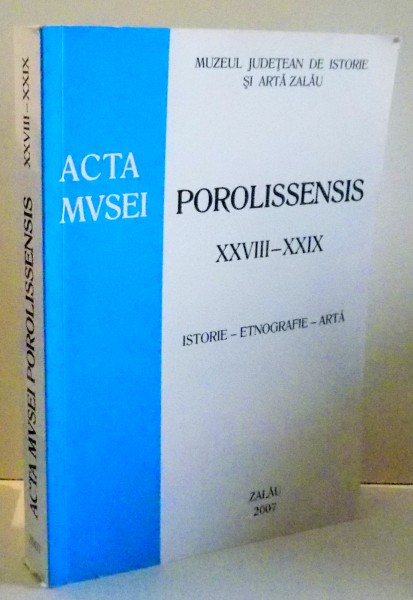 MUZEUL JUDEȚEAN DE ISTORIE
ȘI ARTĂ ZALĂU
ACTA
MVSEI
POROLISSENSIS
XXVIII–XXIX
ISTORIE – ETNOGRAFIE – ARTĂ
ZALĂU
2007
ACTA MVSEI POROLISSENSIS XXVIII–XXIX
2007